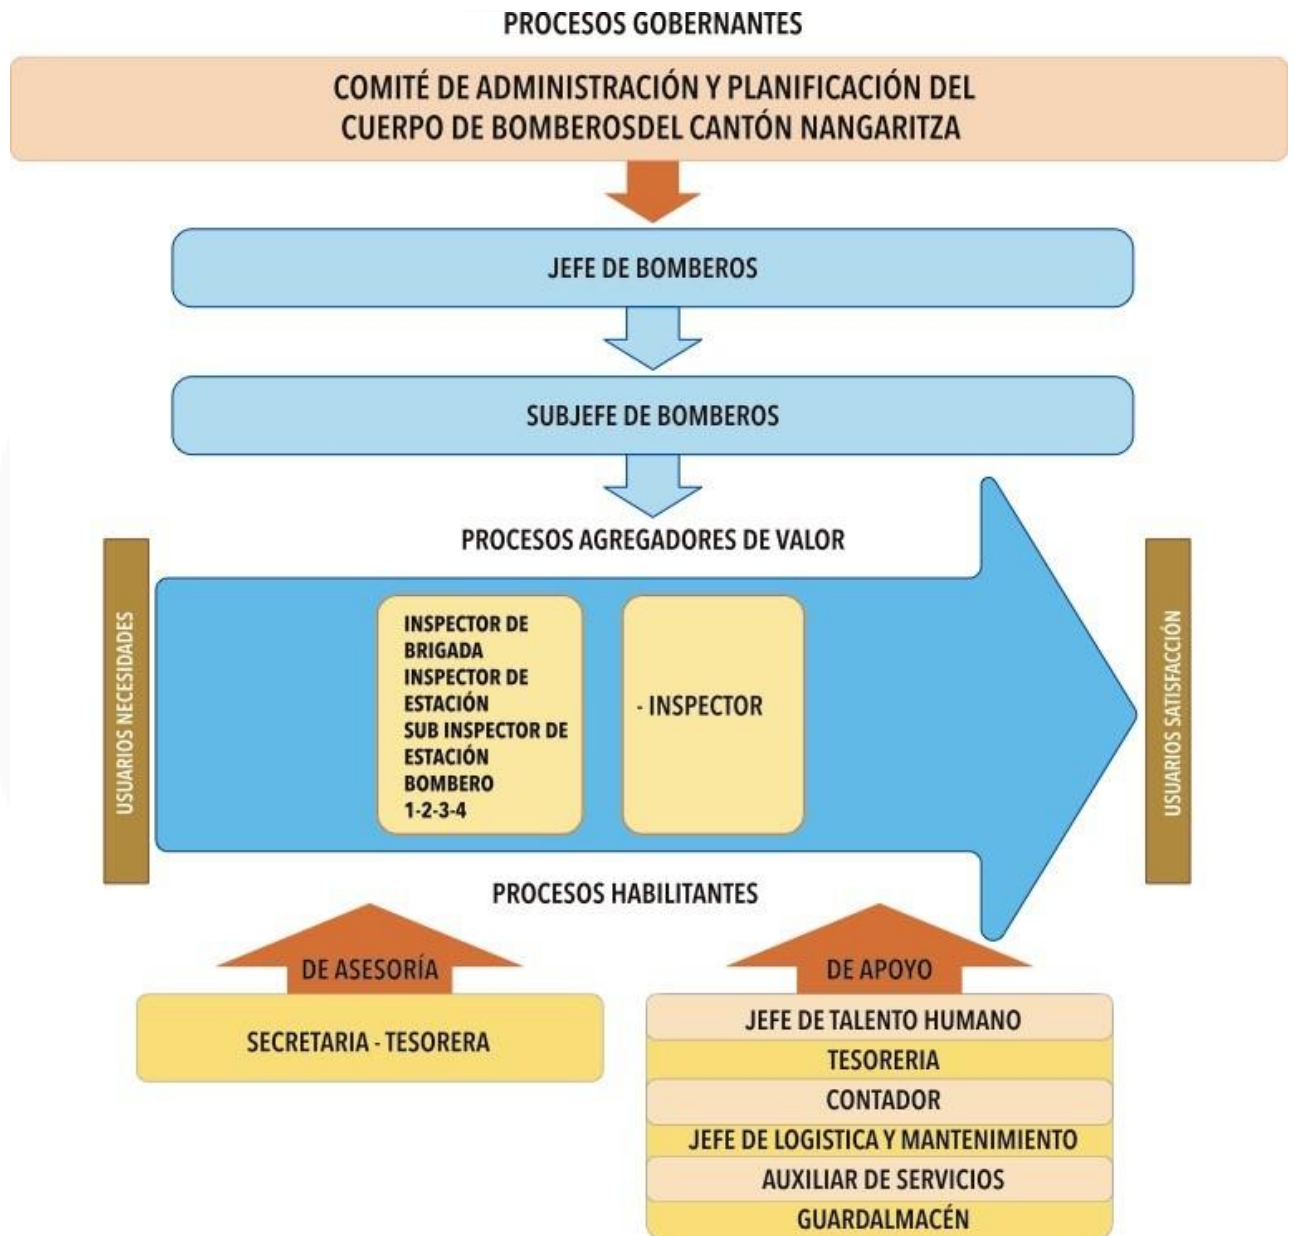 PROCESOS GOBERNANTES
COMITÉ DE ADMINISTRACIÓN Y PLANIFICACIÓN DEL
CUERPO DE BOMBEROSDEL CANTÓN NANGARITZA
JEFE DE BOMBEROS
SUBJEFE DE BOMBEROS
PROCESOS AGREGADORES DE VALOR
USUARIOS NECESIDADES
INSPECTOR DE
BRIGADA
INSPECTOR DE
ESTACIÓN
SUB INSPECTOR DE
ESTACIÓN
BOMBERO
1-2-3-4
- INSPECTOR
USUARIOS SATISFACCIÓN
PROCESOS HABILITANTES
DE ASESORÍA
SECRETARIA - TESORERA
DE APOYO
JEFE DE TALENTO HUMANO
TESORERIA
CONTADOR
JEFE DE LOGISTICA Y MANTENIMIENTO
AUXILIAR DE SERVICIOS
GUARDALMACÉN